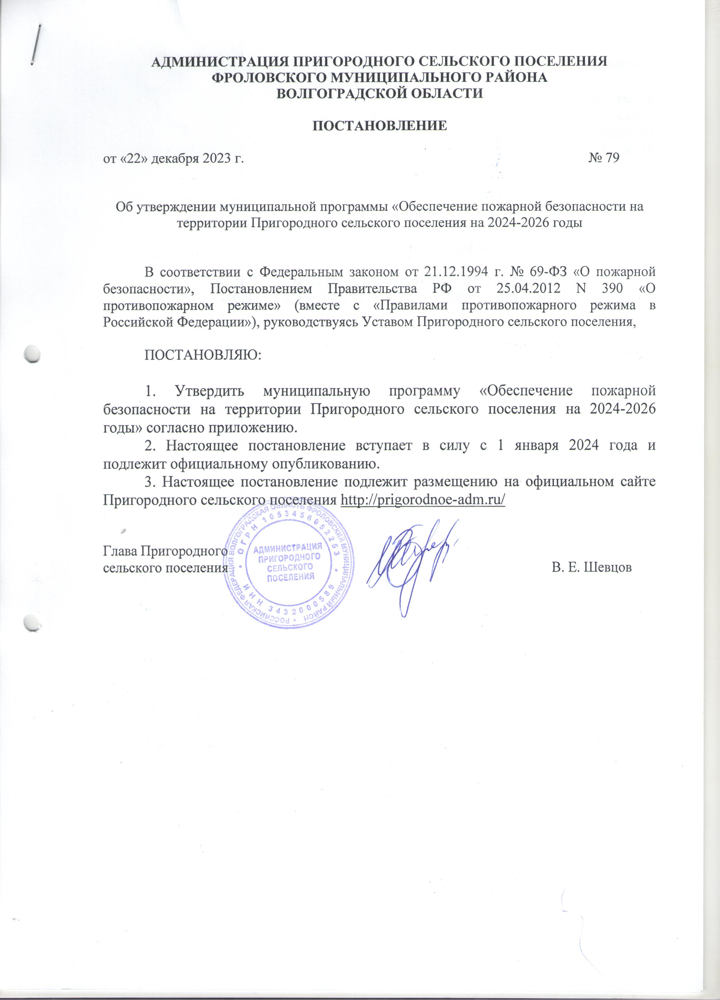 АДМИНИСТРАЦИЯ ПРИГОРОДНОГО СЕЛЬСКОГО ПОСЕЛЕНИЯ
ФРОЛОВСКОГО МУНИЦИПАЛЬНОГО РАЙОНА
ВОЛГОГРАДСКОЙ ОБЛАСТИ
ПОСТАНОВЛЕНИЕ
от «22» декабря 2023 г. № 79
Об утверждении муниципальной программы «Обеспечение пожарной безопасности на
территории Пригородного сельского поселения на 2024-2026 годы
В соответствии с Федеральным законом от 21.12.1994 г. № 69-ФЗ «О пожарной
безопасности», Постановлением Правительства РФ от 25.04.2012 N 390 «О
противопожарном режиме» (вместе с «Правилами противопожарного режима в
Российской Федерации»), руководствуясь Уставом Пригородного сельского поселения,
ПОСТАНОВЛЯЮ:
1. Утвердить муниципальную программу «Обеспечение пожарной
безопасности на территории Пригородного сельского поселения на 2024-2026
годы» согласно приложению.
2. Настоящее постановление вступает в силу с 1 января 2024 года и
подлежит официальному опубликованию.
3. Настоящее постановление подлежит размещению на официальном сайте
Пригородного сельского поселения http://prigorodnoe-adm.ru/
Глава Пригородного
сельского поселения В. Е. Шевцов
РОССИЙСКАЯ ФЕДЕРАЦИЯ ВОЛГОГРАДСКАЯ ОБЛАСТЬ ФРОЛОВСКИЙ МУНИЦИПАЛЬНЫЙ РАЙОН
ОГРН 1053456052253
ИНН 3432000589
АДМИНИСТРАЦИЯ
ПРИГОРОДНОГО
СЕЛЬСКОГО
ПОСЕЛЕНИЯ